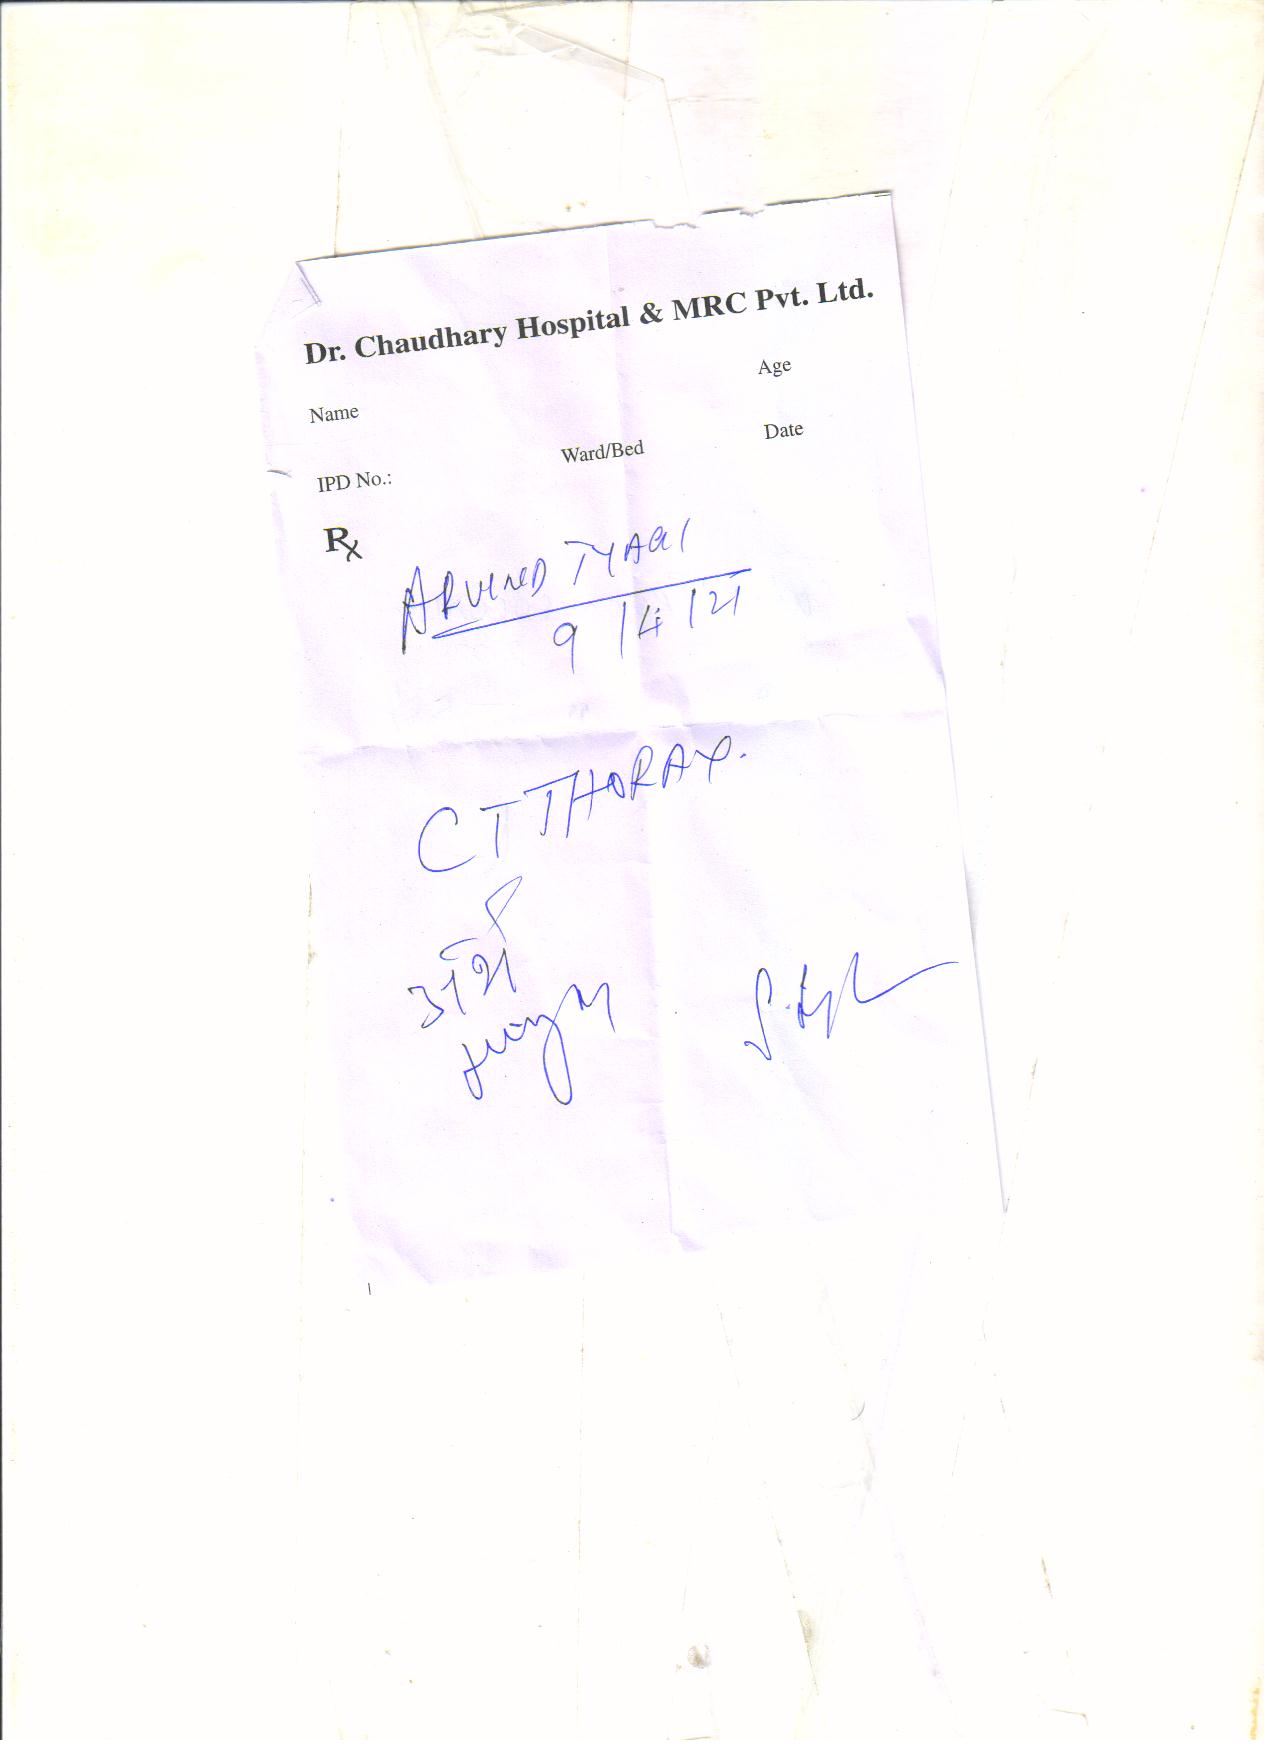 Dr. Chaudhary Hospital & MRC Pvt. Ltd.
Name Age
IPD No.: Ward/Bed Date
Rx
ARVIND TYAGI
9/4/21
CT THORAX.